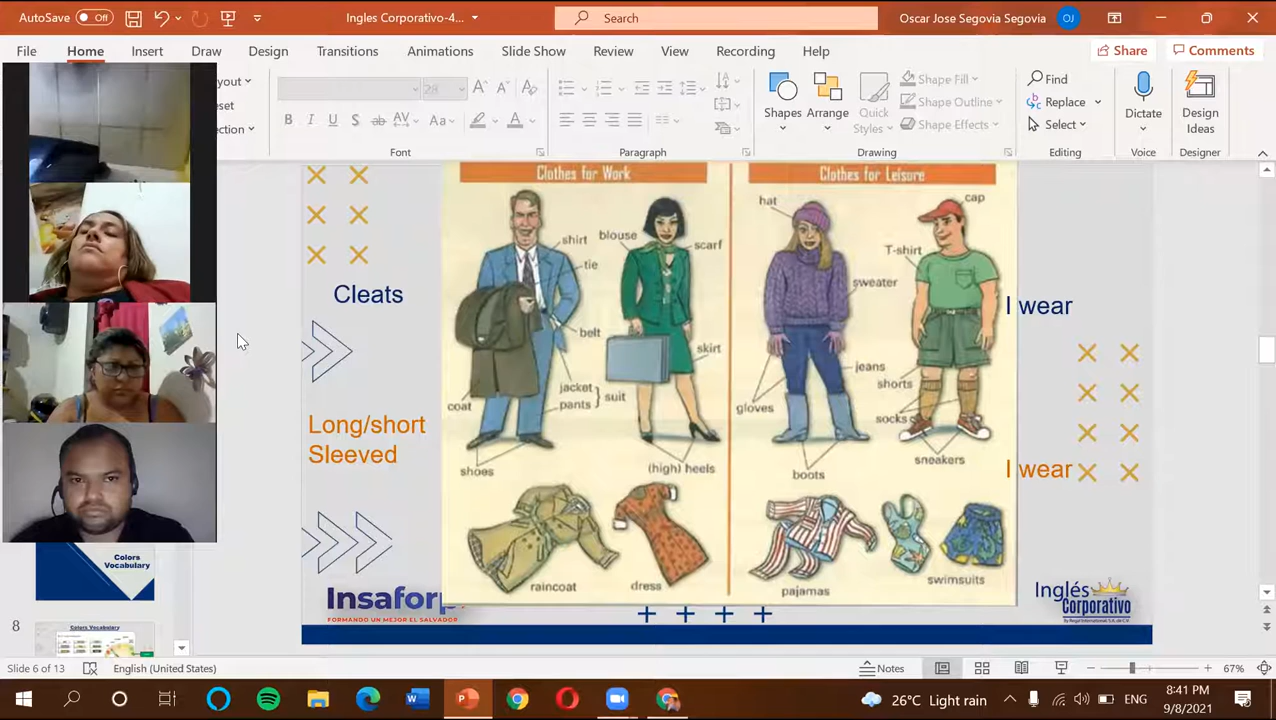 AutoSave Off
Ingles Corporativo-4...
Search
Oscar Jose Segovia Segovia OJ
File Home Insert Draw Design Transitions Animations Slide Show Review View Recording Help
Share Comments
Shapes
Arrange
Quick Styles
Shape Fill
Shape Outline
Shape Effects
Find
Replace
Select
Dictate
Design Ideas
Font Paragraph Drawing Editing Voice Designer
Clothes for Work
Clothes for Leisure
shirt
blouse
scarf
tie
belt
skirt
jacket
pants
suit
coat
shoes
(high) heels
raincoat
dress
hat
cap
T-shirt
sweater
jeans
shorts
gloves
socks
boots
sneakers
pajamas
swimsuits
Cleats
Long/short
Sleeved
I wear
I wear
Insaforp
FORMANDO UN MEJOR EL SALVADOR
Inglés
Corporativo
Colors
Vocabulary
8
Colors Vocabulary
Slide 6 of 13 English (United States) Notes 67%
26°C Light rain ENG 8:41 PM
9/8/2021